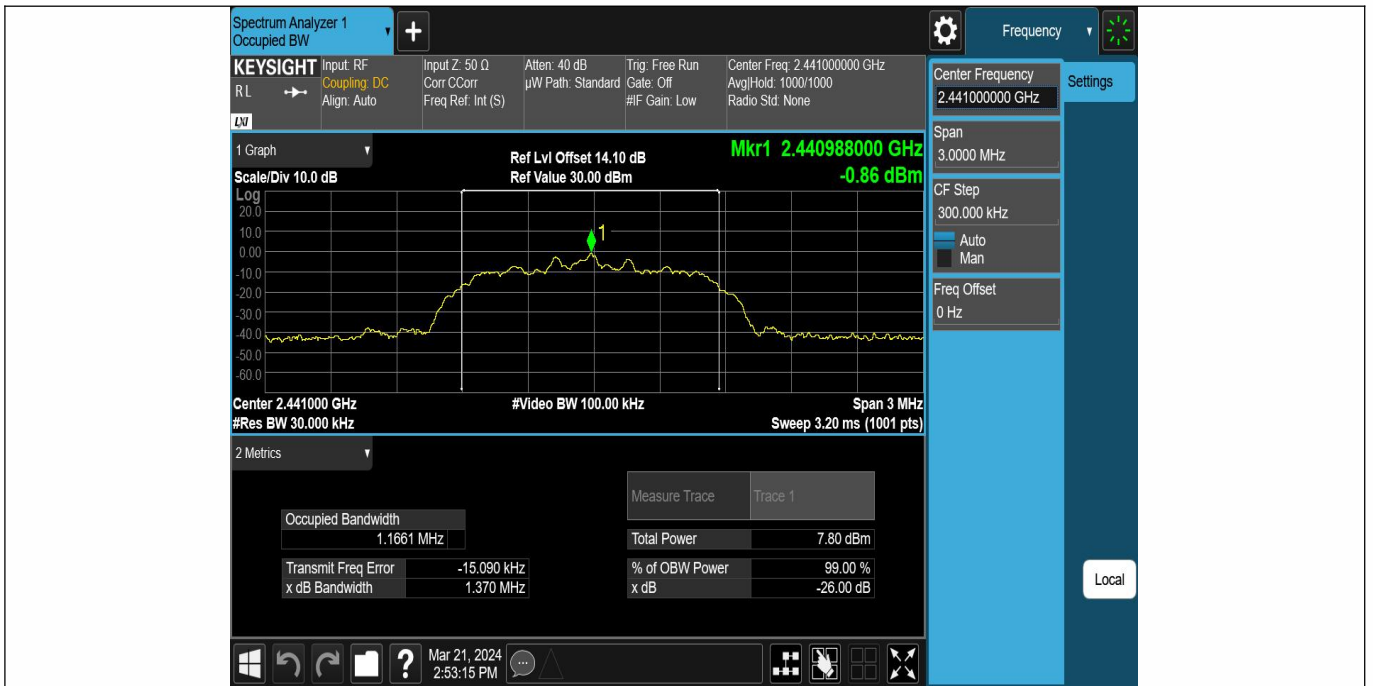 Spectrum Analyzer 1
Occupied BW
+
Frequency
KEYSIGHT
RL
LXI
Input: RF
Coupling: DC
Align: Auto
Input Z: 50 Ω
Corr CCorr
Freq Ref: Int (S)
Atten: 40 dB
µW Path: Standard
Trig: Free Run
Gate: Off
#IF Gain: Low
Center Freq: 2.441000000 GHz
Avg|Hold: 1000/1000
Radio Std: None
Center Frequency
2.441000000 GHz
Settings
Span
3.0000 MHz
CF Step
300.000 kHz
Auto
Man
Freq Offset
0 Hz
Local
1 Graph
Scale/Div 10.0 dB
Ref Lvl Offset 14.10 dB
Ref Value 30.00 dBm
Mkr1 2.440988000 GHz
-0.86 dBm
Log
20.0
10.0
0.00
-10.0
-20.0
-30.0
-40.0
-50.0
-60.0
1
Center 2.441000 GHz
#Video BW 100.00 kHz
Span 3 MHz
#Res BW 30.000 kHz
Sweep 3.20 ms (1001 pts)
2 Metrics
Measure Trace
Trace 1
Occupied Bandwidth
1.1661 MHz
Total Power
7.80 dBm
Transmit Freq Error
-15.090 kHz
% of OBW Power
99.00 %
x dB Bandwidth
1.370 MHz
x dB
-26.00 dB
?
Mar 21, 2024
2:53:15 PM